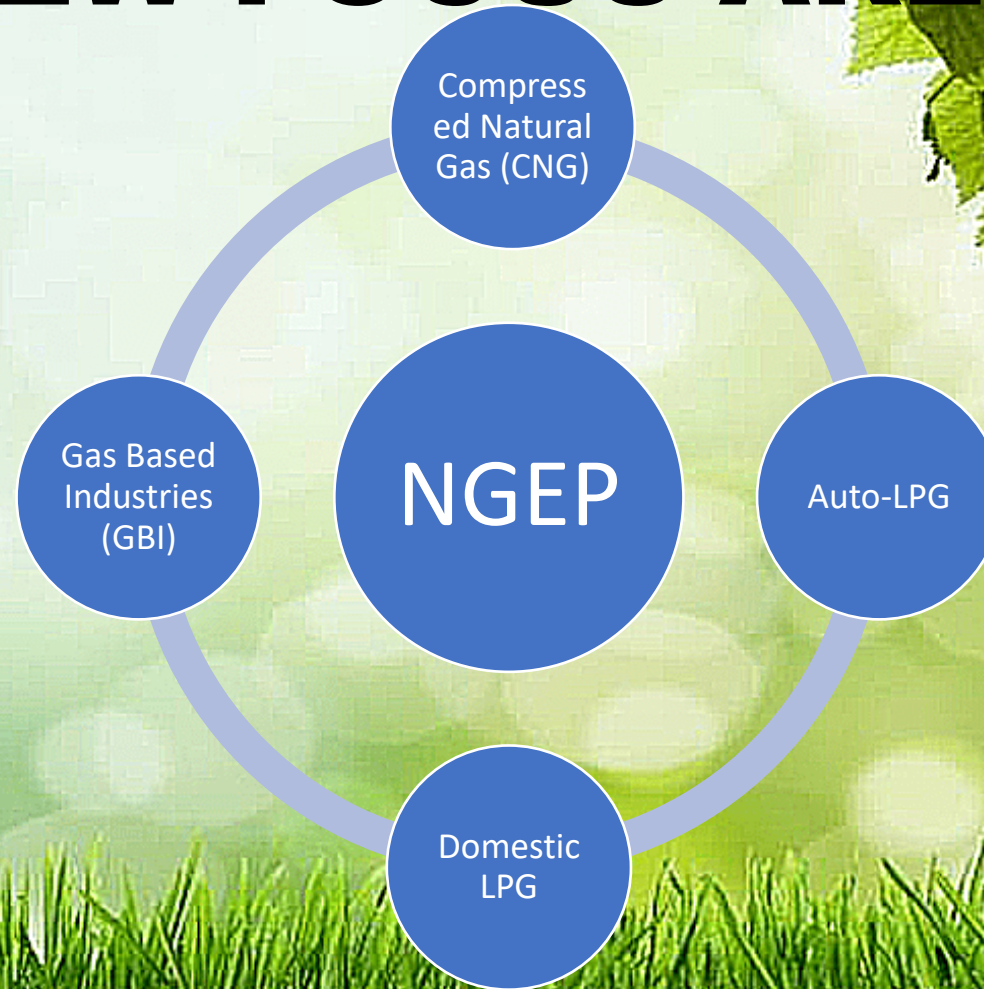 Compress
ed Natural
Gas (CNG)
Gas Based
Industries
(GBI)
NGEP
Auto-LPG
Domestic
LPG